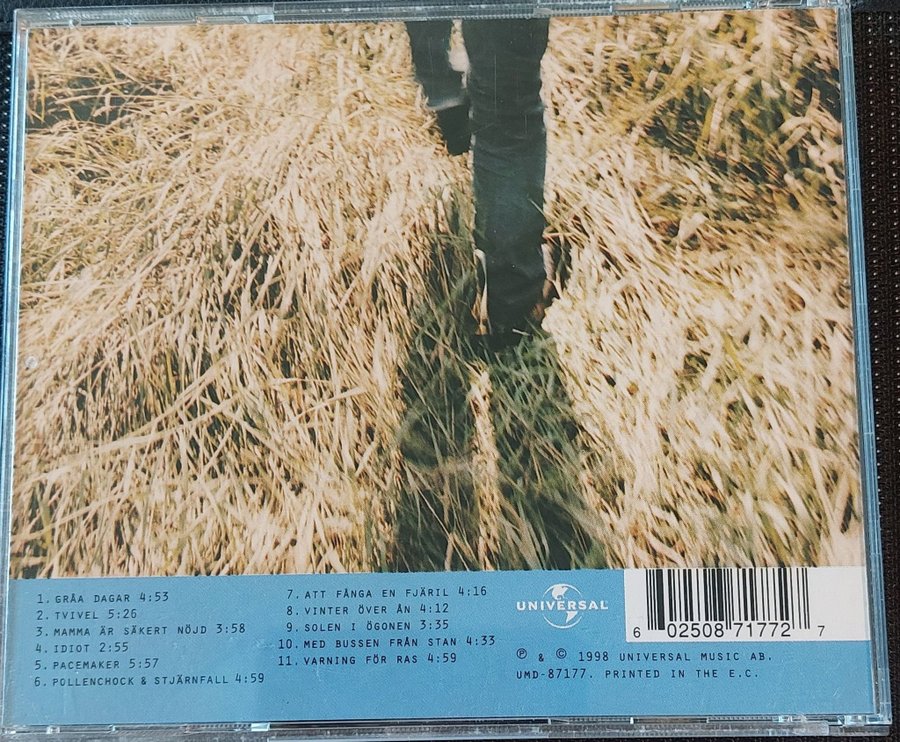 1. GRÅA DAGAR 4:53
2. TVIVEL 5:26
3. MAMMA ÄR SÄKERT NÖJD 3:58
4. IDIOT 2:55
5. PACEMAKER 5:57
6. POLLENCHOCK & STJÄRNFALL 4:59
7. ATT FÅNGA EN FJÄRIL 4:16
8. VINTER ÖVER ÅN 4:12
9. SOLEN I ÖGONEN 3:35
10. MED BUSSEN FRÅN STAN 4:33
11. VARNING FÖR RAS 4:59
UNIVERSAL
6 02508 71772 7
℗ & © 1998 UNIVERSAL MUSIC AB.
UMD-87177. PRINTED IN THE E.C.